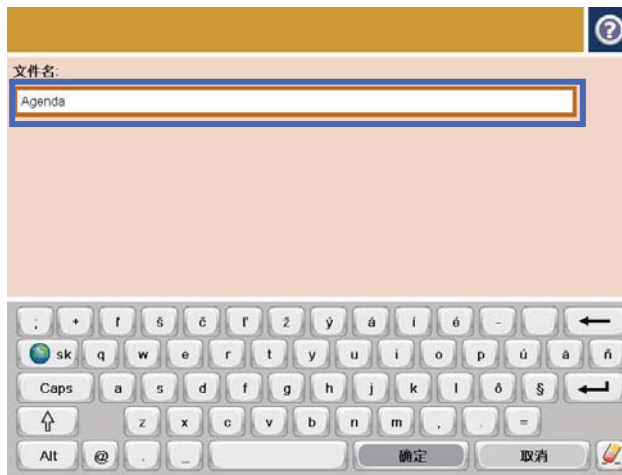 ?
文件名:
Agenda
; + ľ š č ť ž ý á í é -
sk q w e r t y u i o p ú ä ň
Caps a s d f g h j k l ô §
z x c v b n m , . =
Alt @ . _ 确定 取消